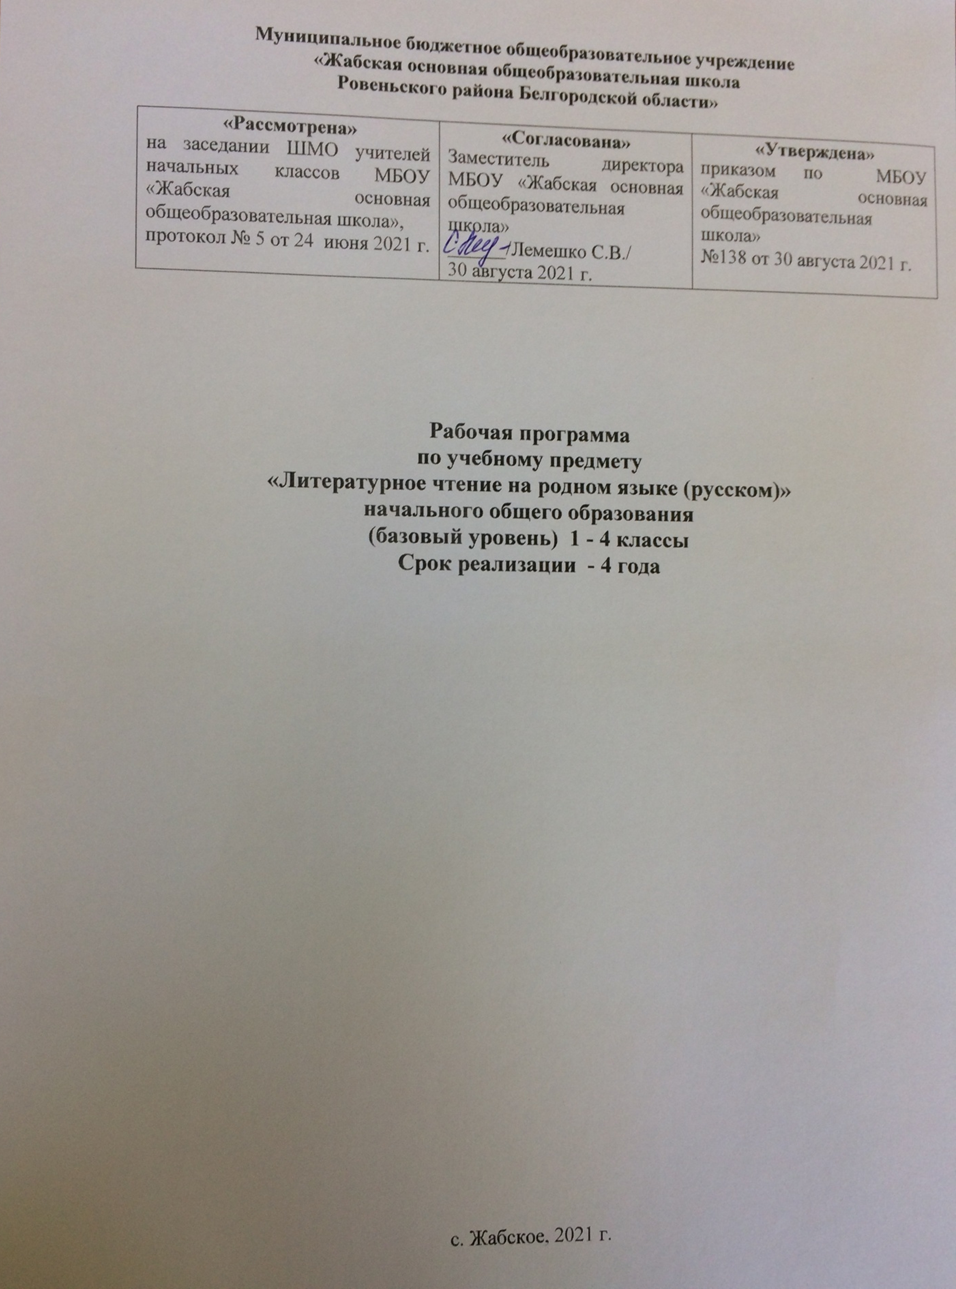 Муниципальное бюджетное общеобразовательное учреждение
«Жабская основная общеобразовательная школа
Ровеньского района Белгородской области»
«Рассмотрена»
на заседании ШМО учителей
начальных классов МБОУ
«Жабская основная
общеобразовательная школа»,
протокол № 5 от 24 июня 2021 г.
«Согласована»
Заместитель директора
МБОУ «Жабская основная
общеобразовательная
школа»
/Лемешко С.В./
30 августа 2021 г.
«Утверждена»
приказом по МБОУ
«Жабская основная
общеобразовательная
школа»
№138 от 30 августа 2021 г.
Рабочая программа
по учебному предмету
«Литературное чтение на родном языке (русском)»
начального общего образования
(базовый уровень) 1 - 4 классы
Срок реализации - 4 года
с. Жабское, 2021 г.